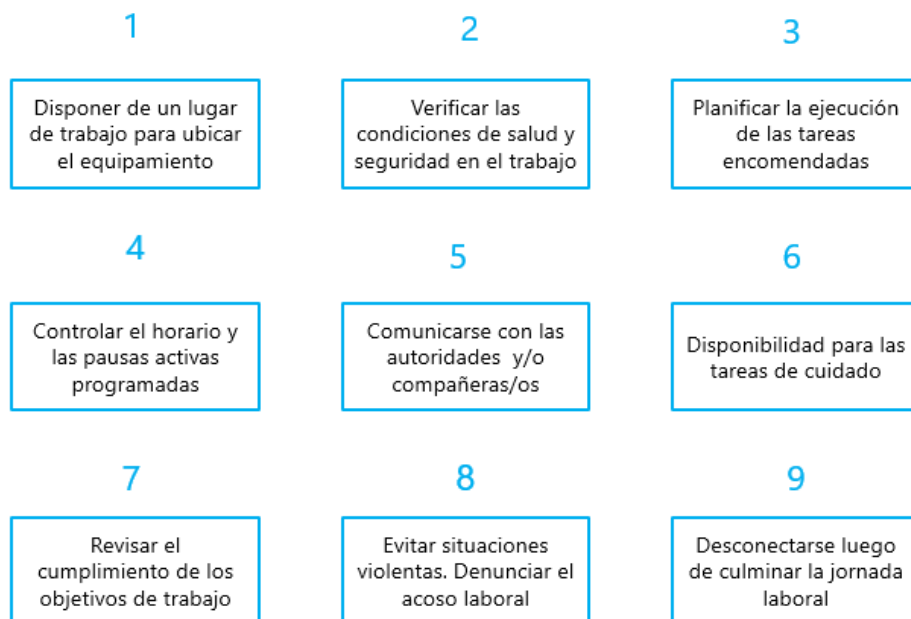 1
Disponer de un lugar
de trabajo para ubicar
el equipamiento
2
Verificar las
condiciones de salud y
seguridad en el trabajo
3
Planificar la ejecución
de las tareas
encomendadas
4
Controlar el horario y
las pausas activas
programadas
5
Comunicarse con las
autoridades y/o
compañeras/os
6
Disponibilidad para las
tareas de cuidado
7
Revisar el
cumplimiento de los
objetivos de trabajo
8
Evitar situaciones
violentas. Denunciar el
acoso laboral
9
Desconectarse luego
de culminar la jornada
laboral